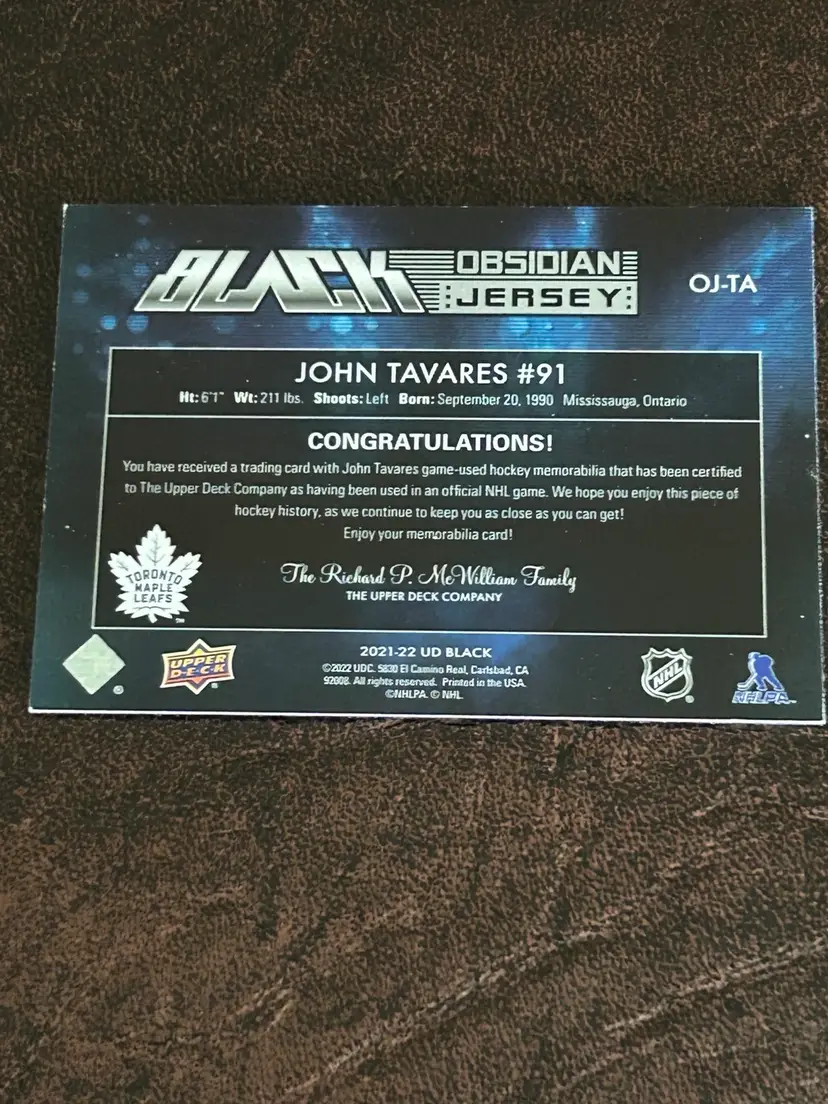 BLACK OBSIDIAN JERSEY
OJ-TA
JOHN TAVARES #91
Ht: 6'1" Wt: 211 lbs. Shoots: Left Born: September 20, 1990 Mississauga, Ontario
CONGRATULATIONS!
You have received a trading card with John Tavares game-used hockey memorabilia that has been certified
to The Upper Deck Company as having been used in an official NHL game. We hope you enjoy this piece of
hockey history, as we continue to keep you as close as you can get!
Enjoy your memorabilia card!
TORONTO
MAPLE
LEAFS
TM
The Richard P. McWilliam Family
THE UPPER DECK COMPANY
UPPER
D·E·C·K
®
2021-22 UD BLACK
©2022 UDC. 5830 El Camino Real, Carlsbad, CA
92008. All rights reserved. Printed in the USA.
©NHLPA. © NHL.
NHL
®
NHLPA